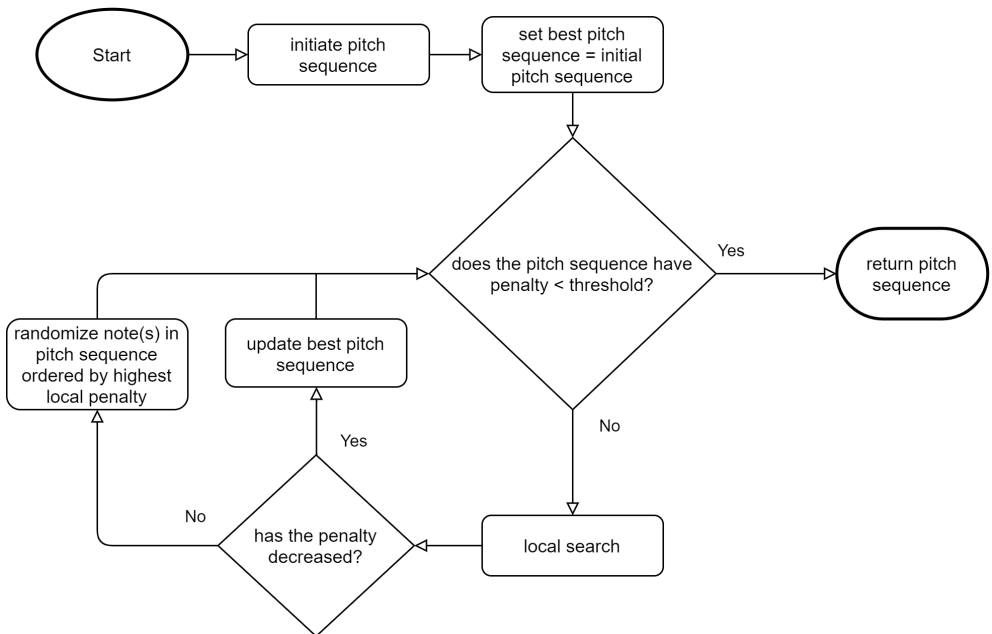 Start
initiate pitch
sequence
set best pitch
sequence = initial
pitch sequence
does the pitch sequence have
penalty < threshold?
Yes
return pitch
sequence
No
local search
has the penalty
decreased?
Yes
update best pitch
sequence
No
randomize note(s) in
pitch sequence
ordered by highest
local penalty